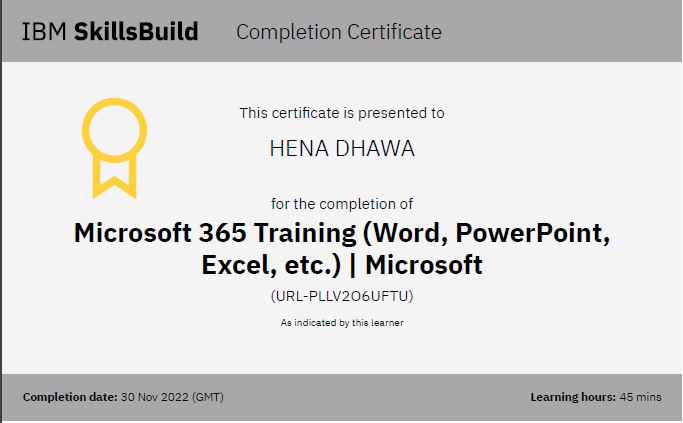 IBM SkillsBuild Completion Certificate
This certificate is presented to
HENA DHAWA
for the completion of
Microsoft 365 Training (Word, PowerPoint,
Excel, etc.) | Microsoft
(URL-PLLV2O6UFTU)
As indicated by this learner
Completion date: 30 Nov 2022 (GMT) Learning hours: 45 mins